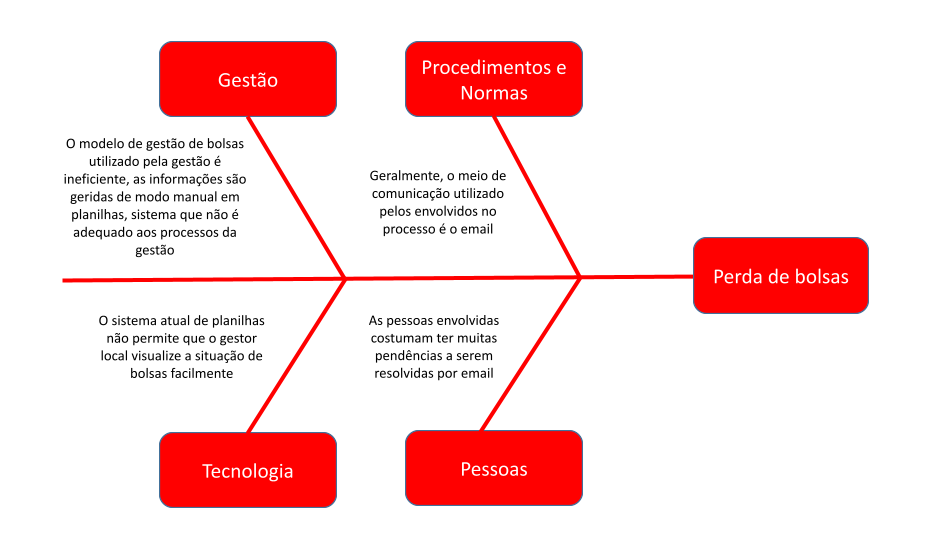 Gestão
Procedimentos e
Normas
O modelo de gestão de bolsas
utilizado pela gestão é
ineficiente, as informações são
geridas de modo manual em
planilhas, sistema que não é
adequado aos processos da
gestão
Geralmente, o meio de
comunicação utilizado
pelos envolvidos no
processo é o email
Perda de bolsas
O sistema atual de planilhas
não permite que o gestor
local visualize a situação de
bolsas facilmente
As pessoas envolvidas
costumam ter muitas
pendências a serem
resolvidas por email
Tecnologia
Pessoas